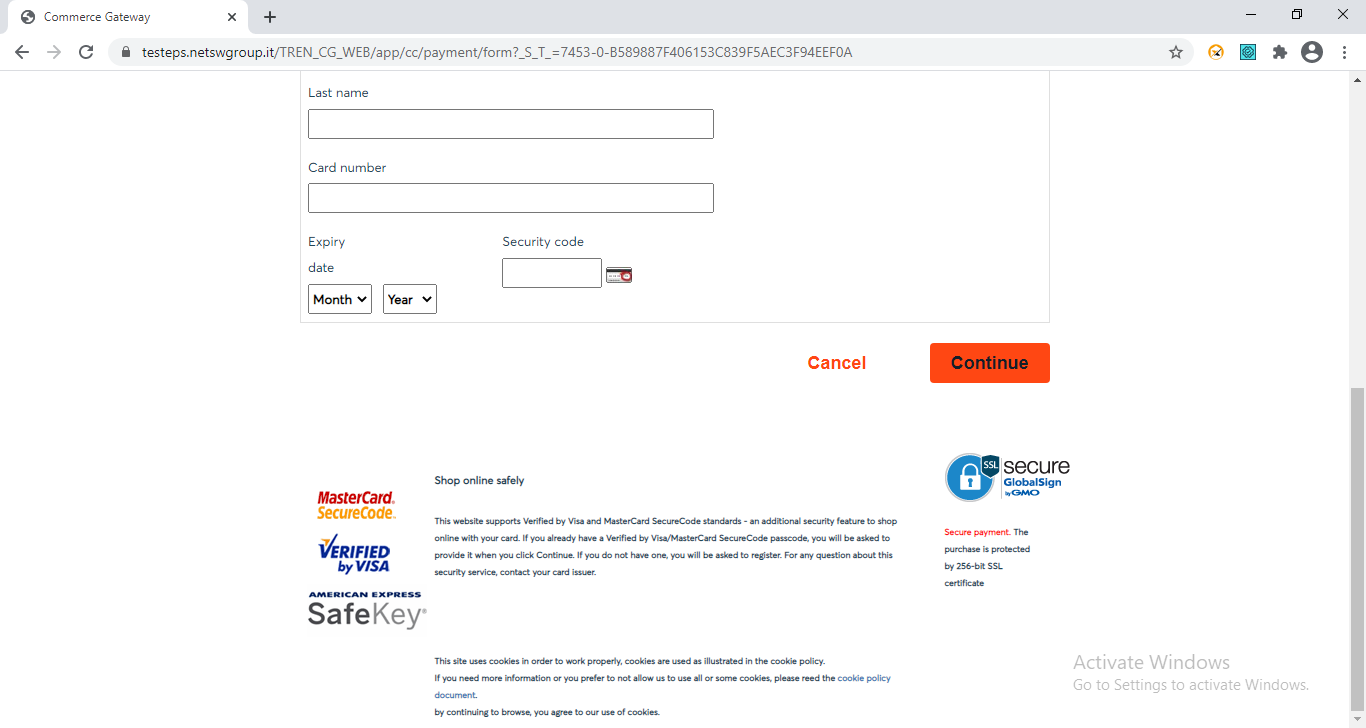 Commerce Gateway
testeps.netswgroup.it/TREN_CG_WEB/app/cc/payment/form?_S_T_=7453-0-B589887F406153C839F5AEC3F94EEF0A
Last name
Card number
Expiry
date
Security code
Month
Year
Cancel
Continue
Shop online safely
MasterCard.
SecureCode.
VERIFIED
by VISA
AMERICAN EXPRESS
SafeKey®
This website supports Verified by Visa and MasterCard SecureCode standards - an additional security feature to shop
online with your card. If you already have a Verified by Visa/MasterCard SecureCode passcode, you will be asked to
provide it when you click Continue. If you do not have one, you will be asked to register. For any question about this
security service, contact your card issuer.
SSL
secure
GlobalSign
by GMO
Secure payment. The
purchase is protected
by 256-bit SSL
certificate
This site uses cookies in order to work properly, cookies are used as illustrated in the cookie policy.
If you need more information or you prefer to not allow us to use all or some cookies, please reed the cookie policy
document.
by continuing to browse, you agree to our use of cookies.
Activate Windows
Go to Settings to activate Windows.